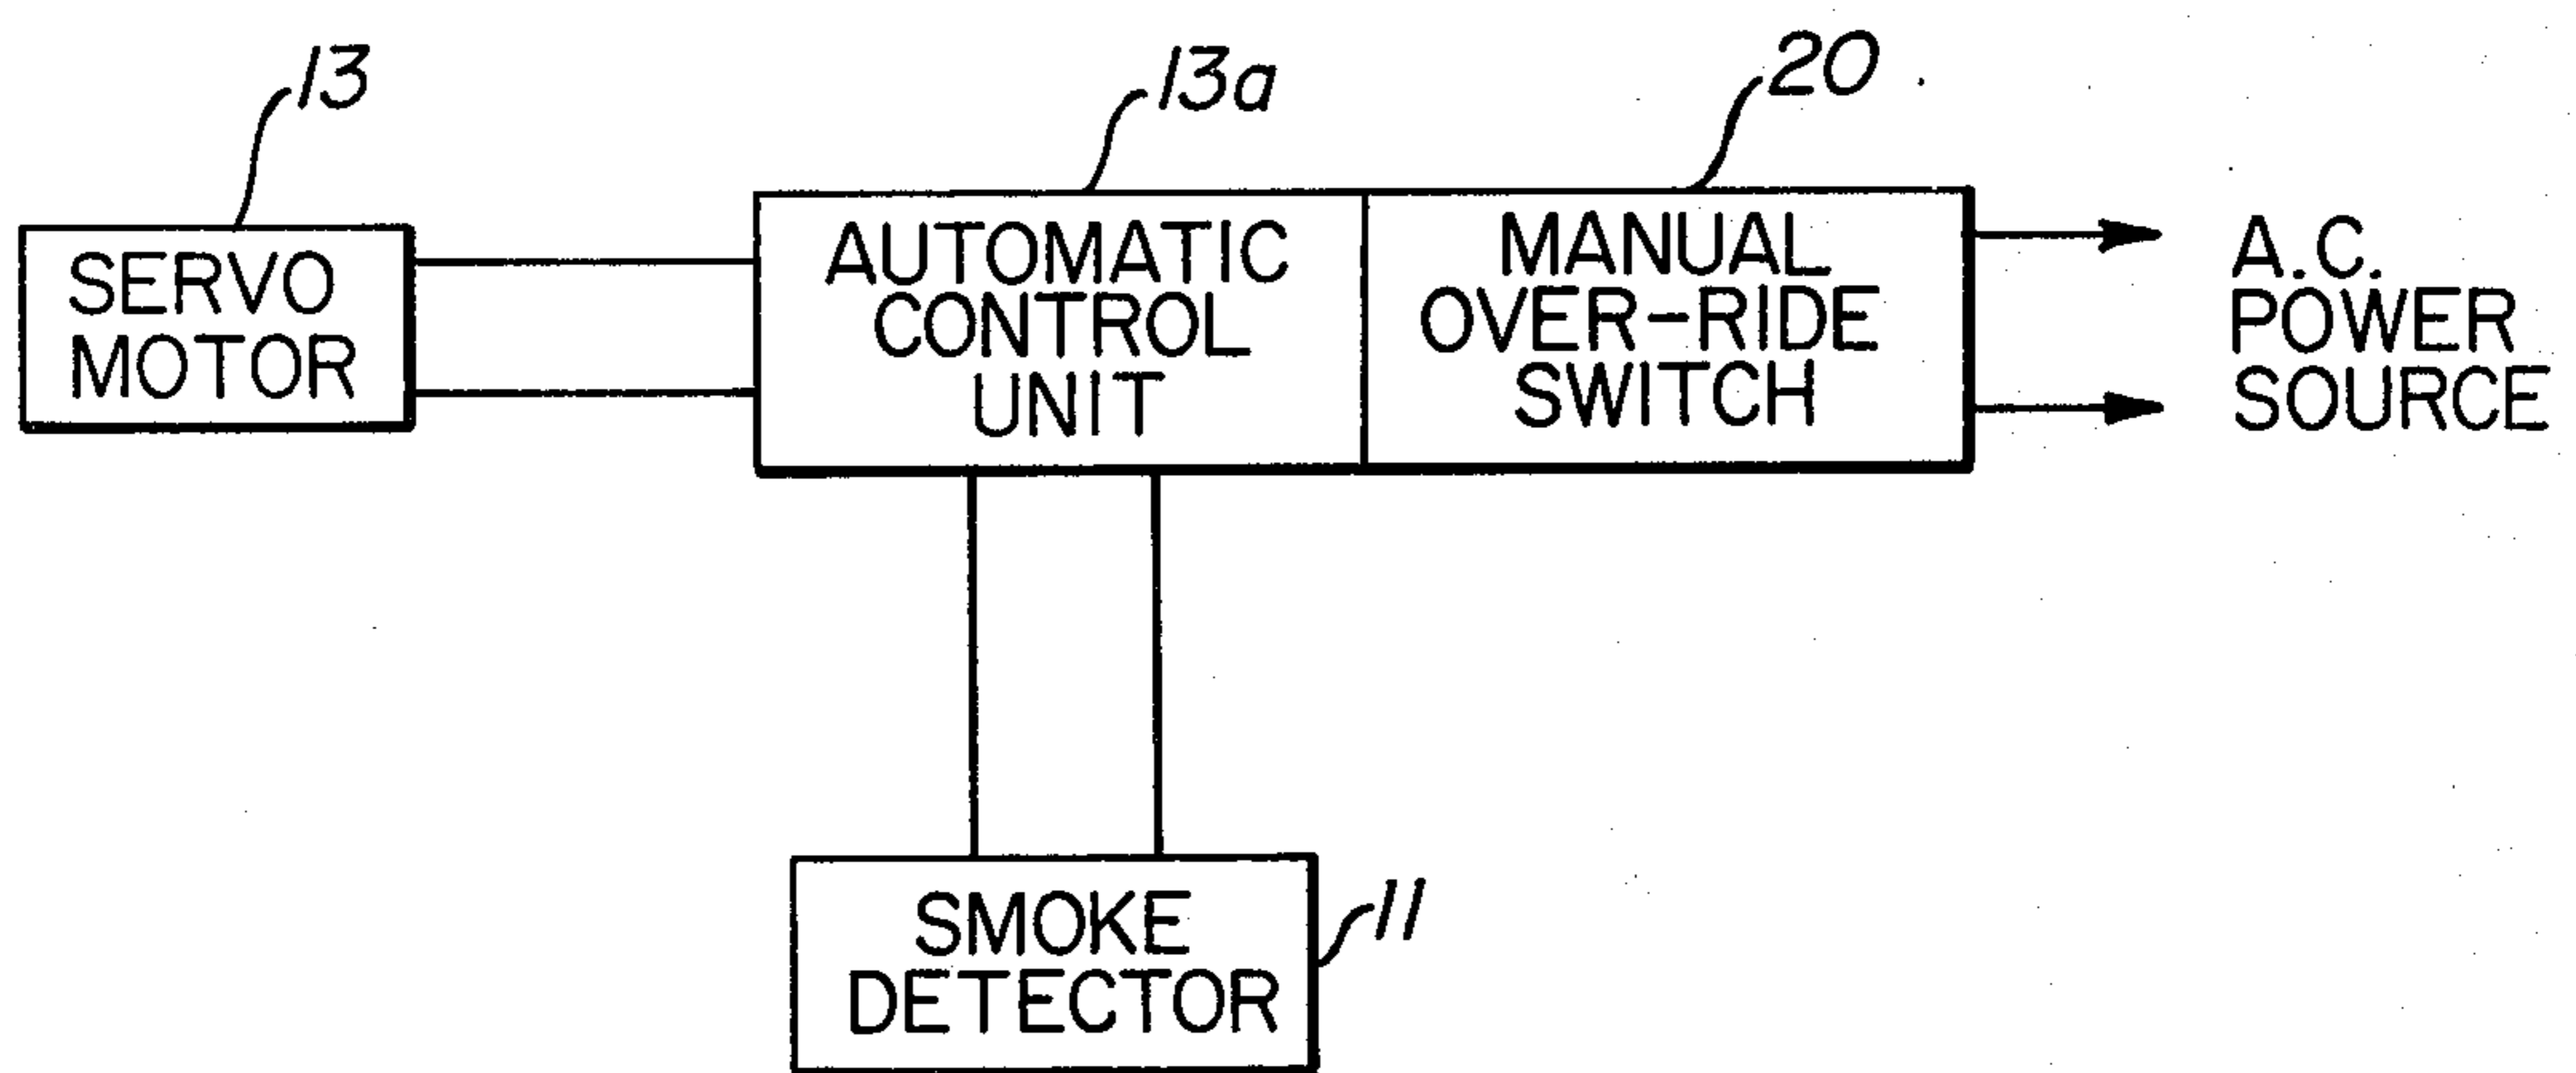 13
13a
20
SERVO
MOTOR
AUTOMATIC
CONTROL
UNIT
MANUAL
OVER-RIDE
SWITCH
A.C.
POWER
SOURCE
SMOKE
DETECTOR
11